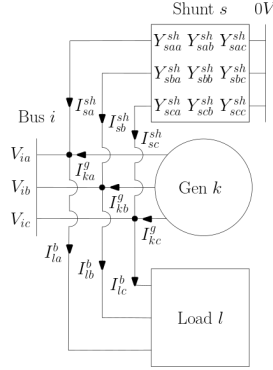 Shunt s 0V
Y^{sh}_{saa} Y^{sh}_{sab} Y^{sh}_{sac}
Y^{sh}_{sba} Y^{sh}_{sbb} Y^{sh}_{sbc}
Y^{sh}_{sca} Y^{sh}_{scb} Y^{sh}_{scc}
I^{sh}_{sa}
I^{sh}_{sb}
I^{sh}_{sc}
Bus i
V_{ia}
I^{g}_{ka}
V_{ib}
I^{g}_{kb}
Gen k
V_{ic}
I^{g}_{kc}
I^{b}_{la}
I^{b}_{lb}
I^{b}_{lc}
Load l